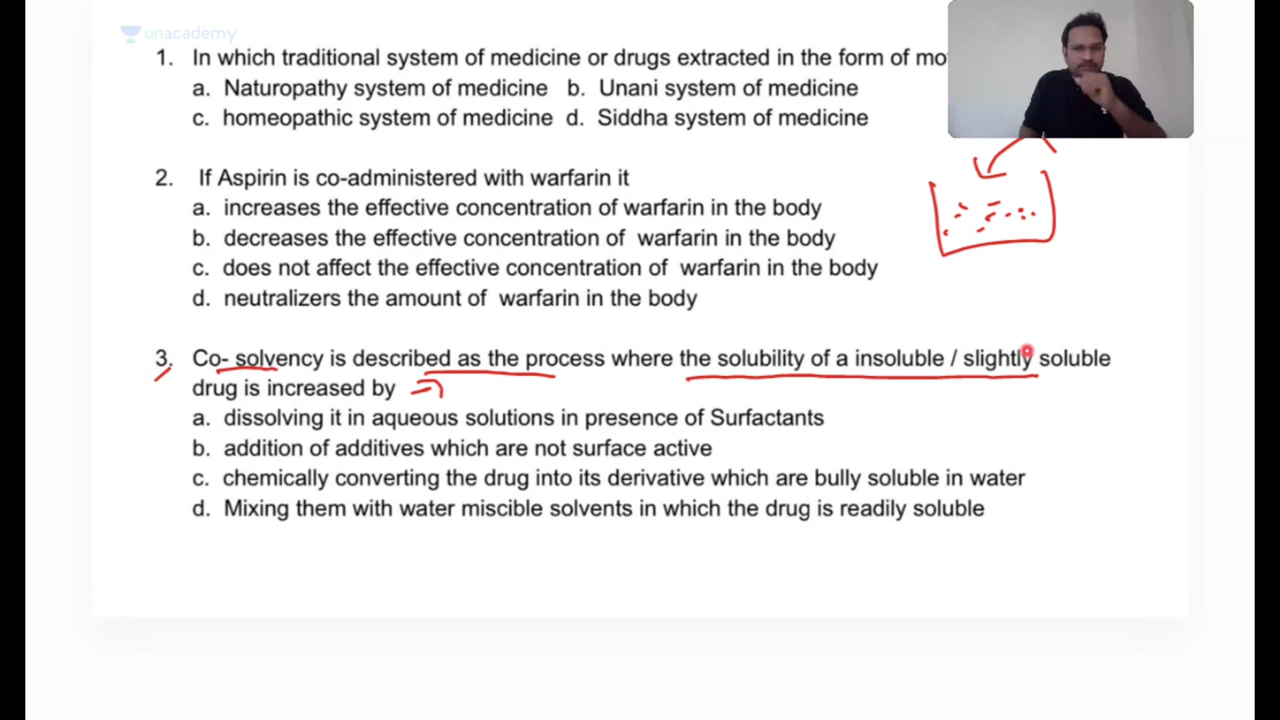 unacademy
1. In which traditional system of medicine or drugs extracted in the form of
a. Naturopathy system of medicine b. Unani system of medicine
c. homeopathic system of medicine d. Siddha system of medicine
2. If Aspirin is co-administered with warfarin it
a. increases the effective concentration of warfarin in the body
b. decreases the effective concentration of warfarin in the body
c. does not affect the effective concentration of warfarin in the body
d. neutralizers the amount of warfarin in the body
3. Co- solvency is described as the process where the solubility of a insoluble / slightly soluble
drug is increased by
a. dissolving it in aqueous solutions in presence of Surfactants
b. addition of additives which are not surface active
c. chemically converting the drug into its derivative which are bully soluble in water
d. Mixing them with water miscible solvents in which the drug is readily soluble